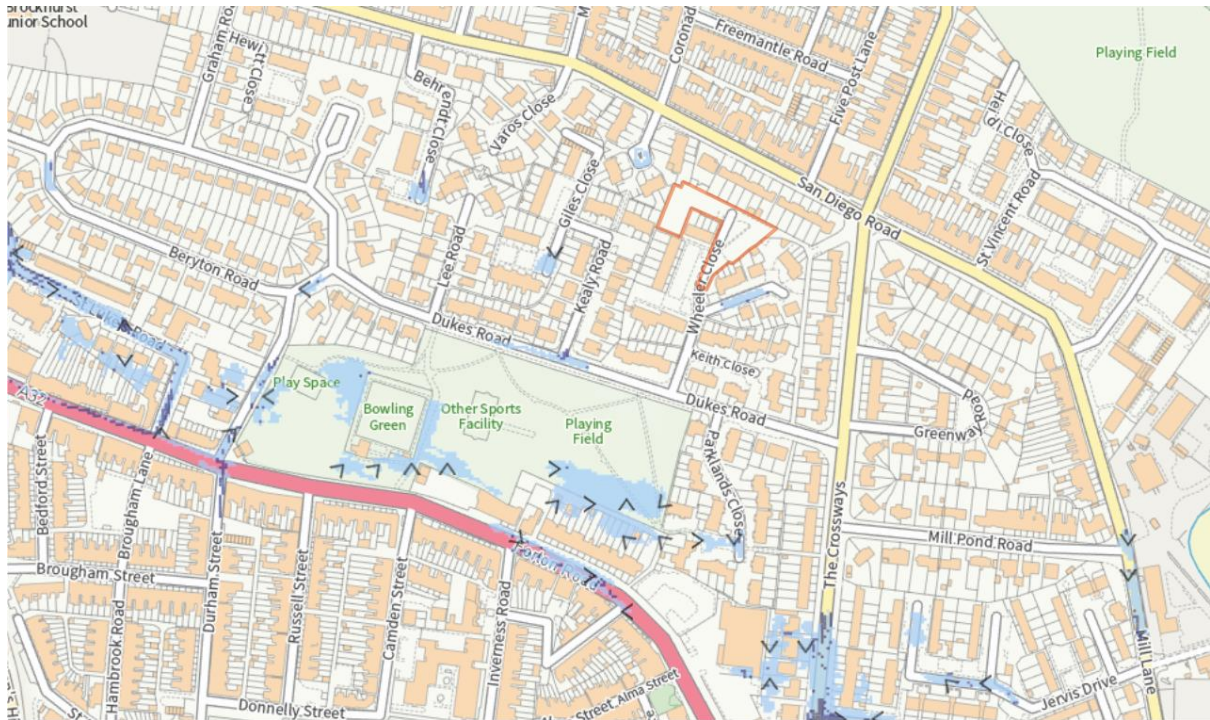 Brockhurst
Junior School
Graham Ro
Hewitt Close
Behrendt Close
Varos Close
Giles Close
Coronad
Freemantle Road
Five Post Lane
Playing Field
San Diego Road
St Vincent Road
Beryton Road
Lee Road
Kealy Road
Wheeler Close
Dukes Road
Keith Close
Dukes Road
Greenway Road
Parklands Close
The Crossways
Mill Pond Road
Mill Lane
Jervis Drive
Play Space
Bowling
Green
Other Sports
Facility
Playing
Field
St Luke's Road
A32
Forton Road
Bedford Street
Brougham Lane
Brougham Street
Hambrook Road
Durham Street
Russell Street
Camden Street
Inverness Road
Donnelly Street
Alma Street